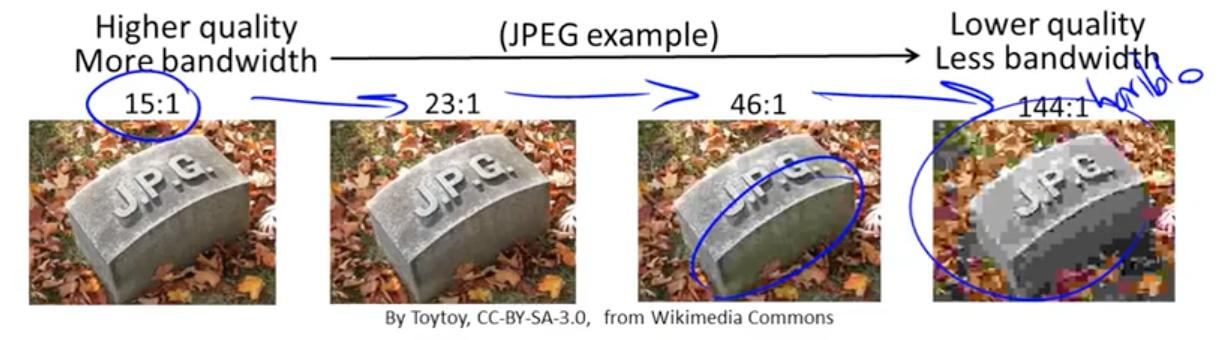 Higher quality
More bandwidth
(JPEG example)
Lower quality
Less bandwidth
15:1
23:1
46:1
144:1
J.P.G.
J.P.G.
J.P.G.
J.P.G.
By Toytoy, CC-BY-SA-3.0, from Wikimedia Commons